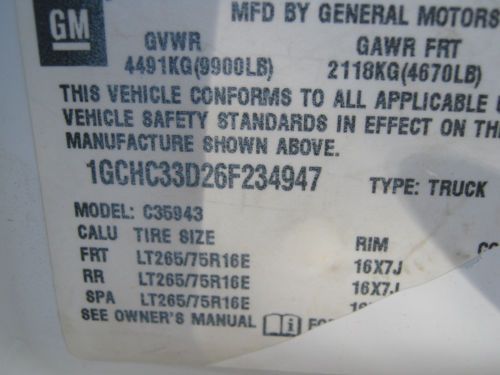 MFD BY GENERAL MOTORS
GM
GVWR GAWR FRT
4491KG(9900LB) 2118KG(4670LB)
THIS VEHICLE CONFORMS TO ALL APPLICABLE
VEHICLE SAFETY STANDARDS IN EFFECT ON TH
MANUFACTURE SHOWN ABOVE.
1GCHC33D26F234947 TYPE: TRUCK
MODEL: C35943
CALU TIRE SIZE RIM
FRT LT265/75R16E 16X7J
RR LT265/75R16E 16X7J
SPA LT265/75R16E
SEE OWNER'S MANUAL